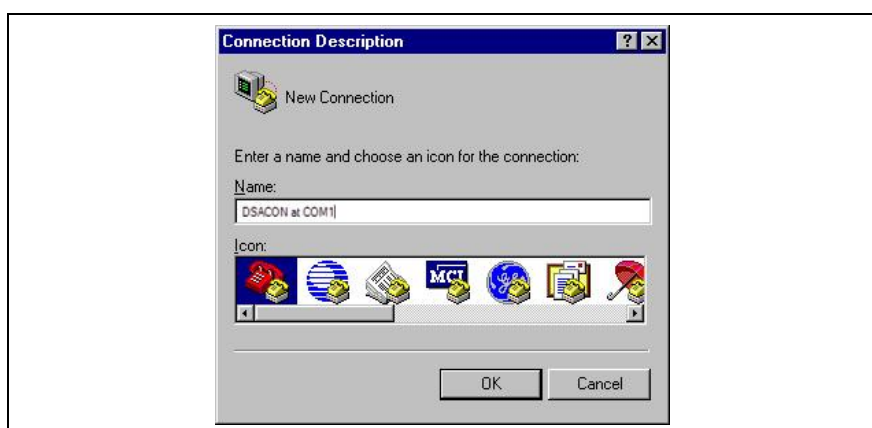 Connection Description
New Connection
Enter a name and choose an icon for the connection:
Name:
DSACON at COM1
Icon:
MCI
OK
Cancel